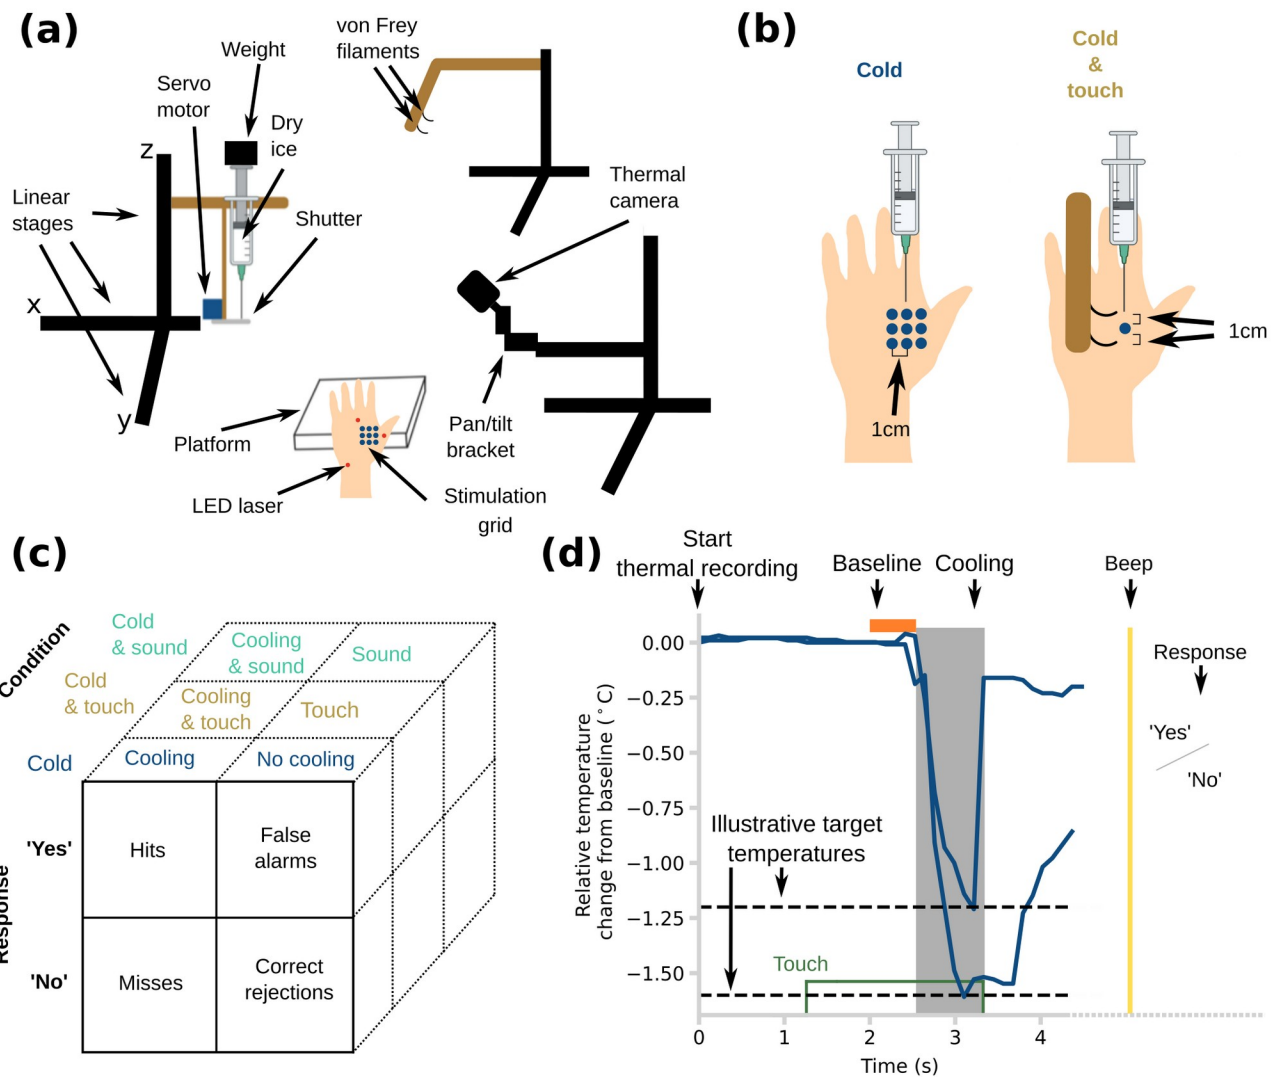 (a)
Weight
Servo
motor
Dry
ice
z
Linear
stages
Shutter
x
y
von Frey
filaments
Thermal
camera
Platform
LED laser
Pan/tilt
bracket
Stimulation
grid
(b)
Cold
Cold
&
touch
1cm
1cm
(c)
Condition
Cold
& sound
Cooling
& sound
Sound
Cold
& touch
Cooling
& touch
Touch
Cold
Cooling
No cooling
Response
'Yes'
Hits
False
alarms
'No'
Misses
Correct
rejections
(d)
Start
thermal recording
Baseline
Cooling
Beep
Response
'Yes'
'No'
Relative temperature
change from baseline (°C)
0.00
−0.25
−0.50
−0.75
−1.00
−1.25
−1.50
Illustrative target
temperatures
Touch
0 1 2 3 4
Time (s)